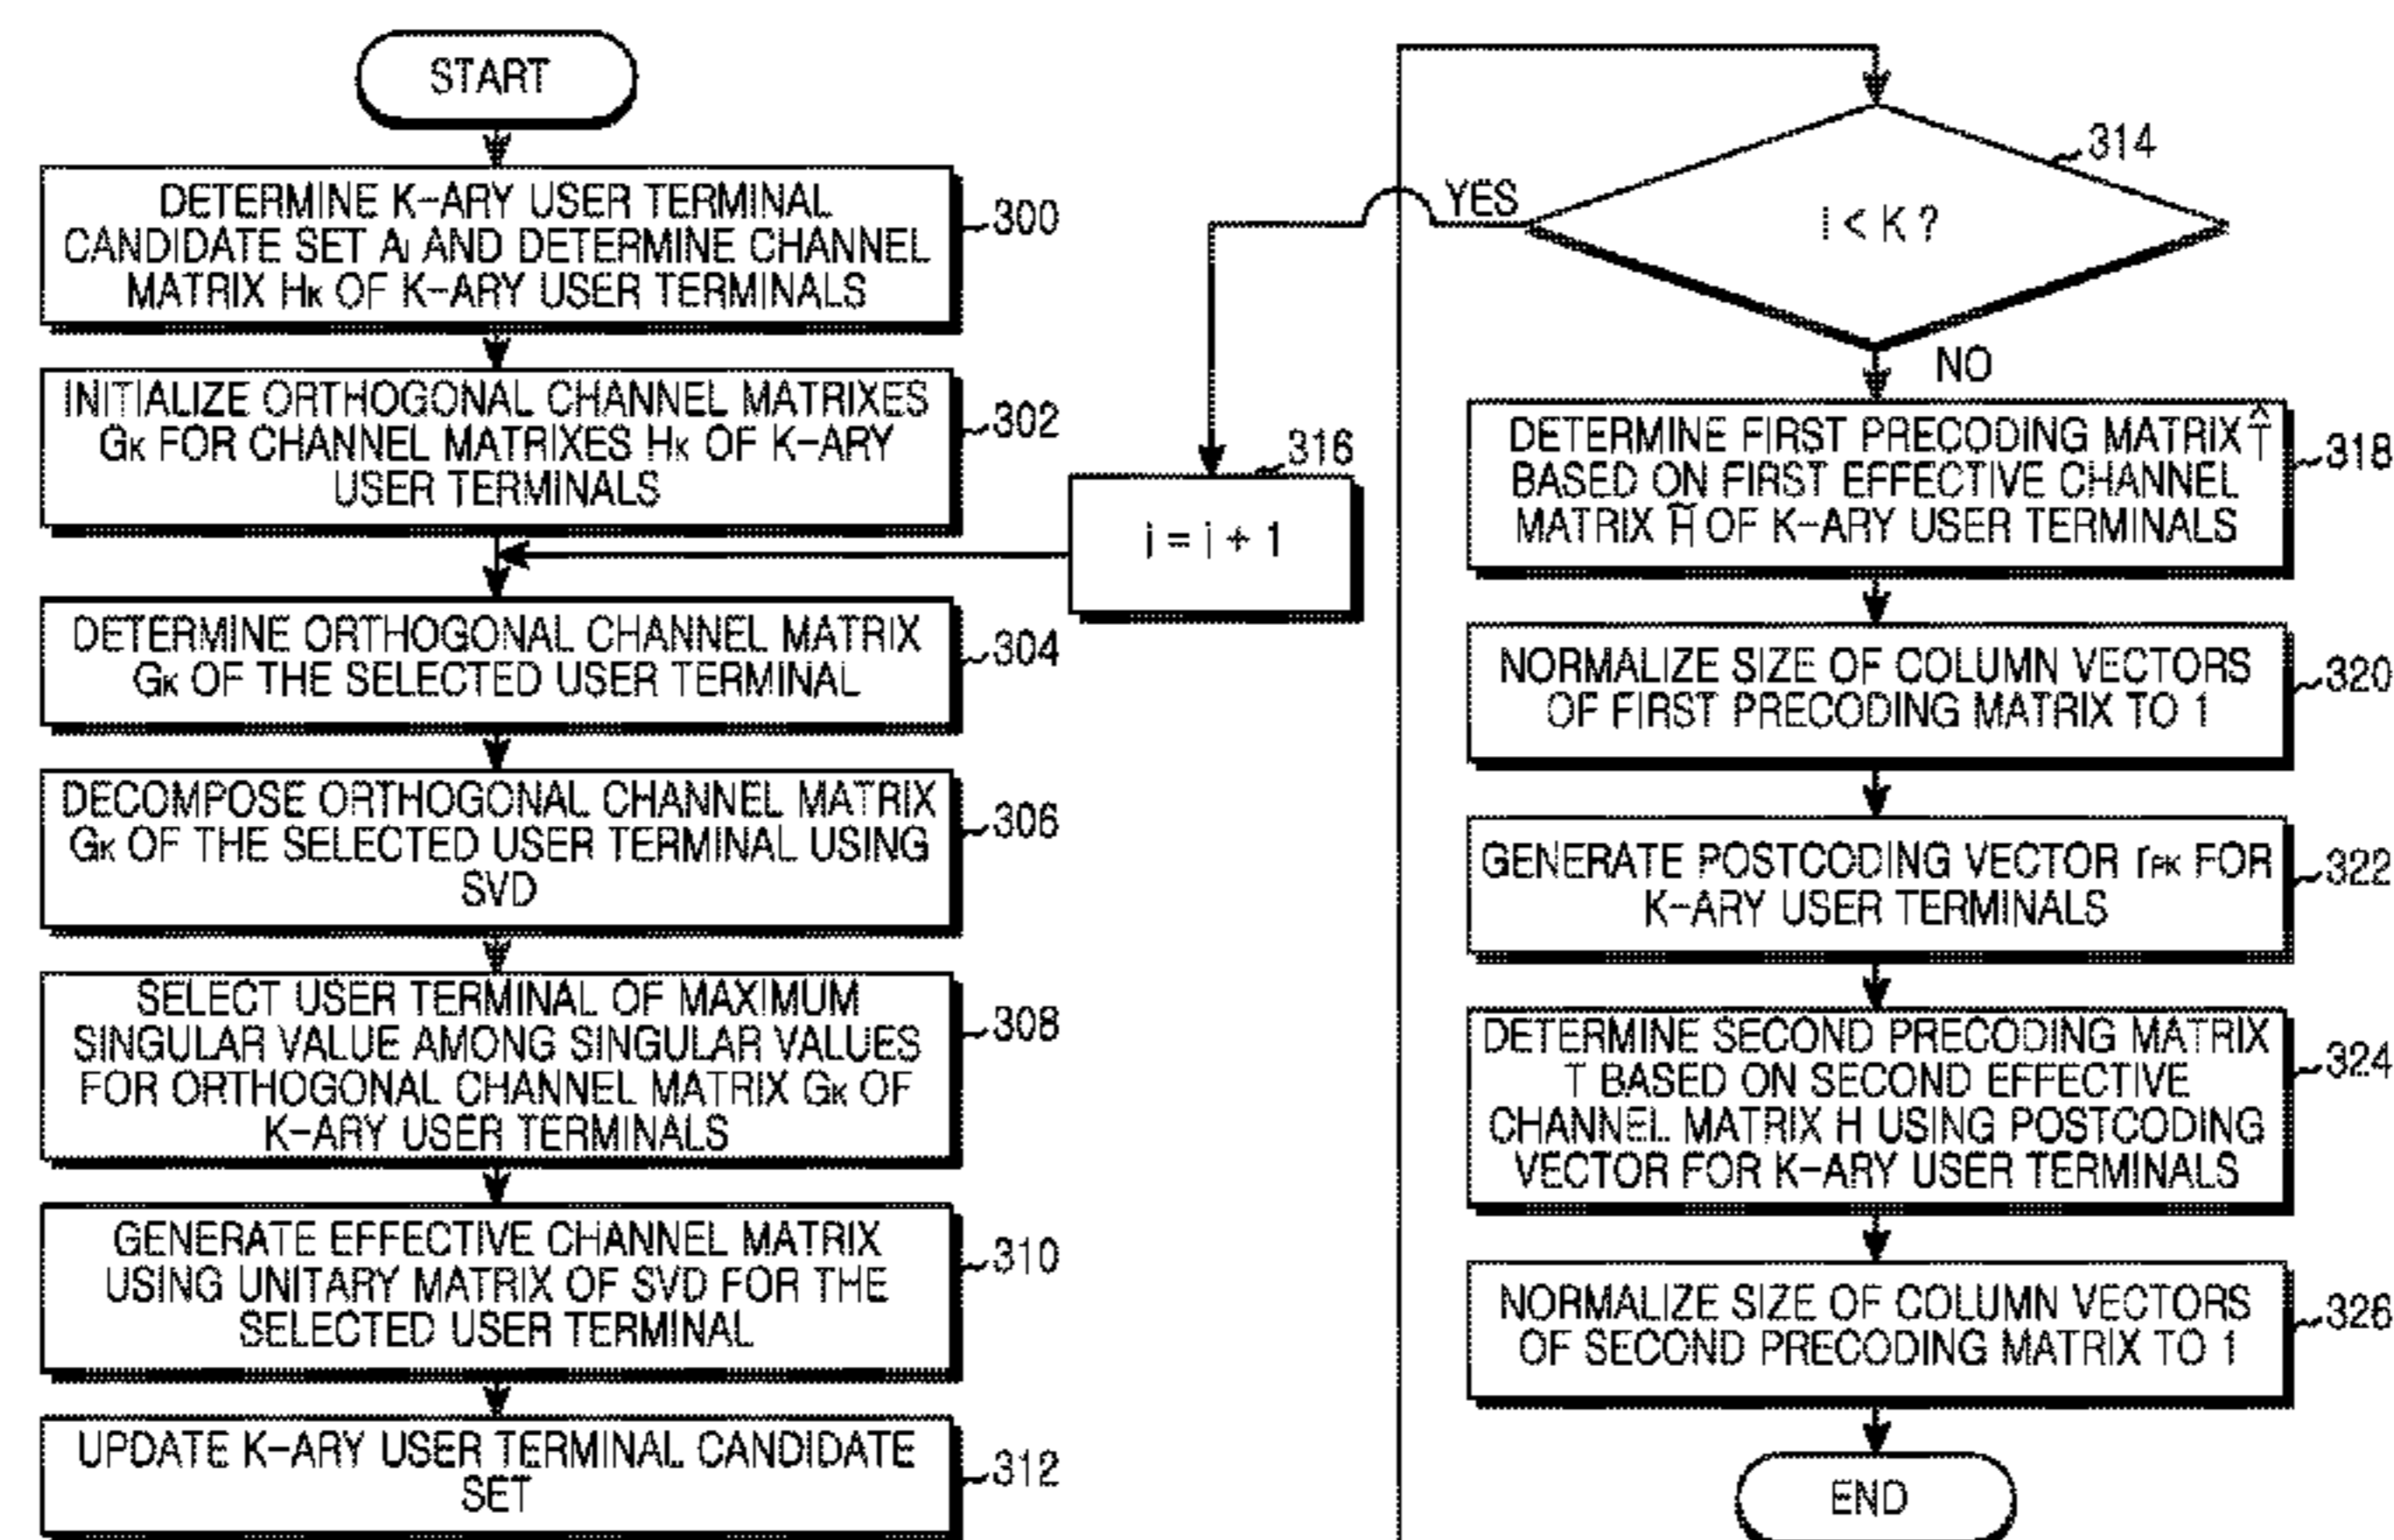 START
DETERMINE K-ARY USER TERMINAL
CANDIDATE SET Ai AND DETERMINE CHANNEL
MATRIX HK OF K-ARY USER TERMINALS
300
INITIALIZE ORTHOGONAL CHANNEL MATRIXES
GK FOR CHANNEL MATRIXES HK OF K-ARY
USER TERMINALS
302
DETERMINE ORTHOGONAL CHANNEL MATRIX
GK OF THE SELECTED USER TERMINAL
304
DECOMPOSE ORTHOGONAL CHANNEL MATRIX
GK OF THE SELECTED USER TERMINAL USING
SVD
306
SELECT USER TERMINAL OF MAXIMUM
SINGULAR VALUE AMONG SINGULAR VALUES
FOR ORTHOGONAL CHANNEL MATRIX GK OF
K-ARY USER TERMINALS
308
GENERATE EFFECTIVE CHANNEL MATRIX
USING UNITARY MATRIX OF SVD FOR THE
SELECTED USER TERMINAL
310
UPDATE K-ARY USER TERMINAL CANDIDATE
SET
312
i < K ?
314
YES
NO
i = i + 1
316
DETERMINE FIRST PRECODING MATRIX T̂
BASED ON FIRST EFFECTIVE CHANNEL
MATRIX H̃ OF K-ARY USER TERMINALS
318
NORMALIZE SIZE OF COLUMN VECTORS
OF FIRST PRECODING MATRIX TO 1
320
GENERATE POSTCODING VECTOR rPK FOR
K-ARY USER TERMINALS
322
DETERMINE SECOND PRECODING MATRIX
T BASED ON SECOND EFFECTIVE
CHANNEL MATRIX H USING POSTCODING
VECTOR FOR K-ARY USER TERMINALS
324
NORMALIZE SIZE OF COLUMN VECTORS
OF SECOND PRECODING MATRIX TO 1
326
END